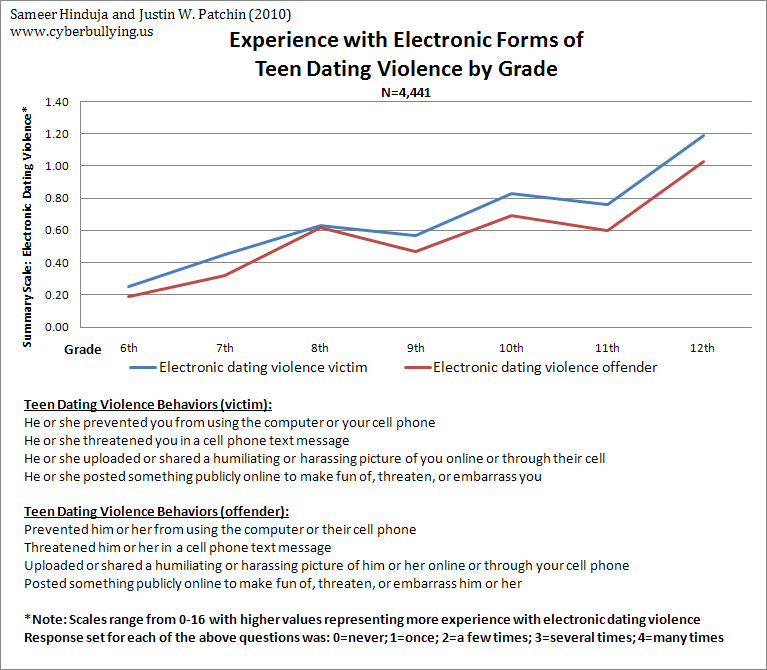 Sameer Hinduja and Justin W. Patchin (2010)
www.cyberbullying.us
Experience with Electronic Forms of
Teen Dating Violence by Grade
N=4,441
Summary Scale: Electronic Dating Violence*
1.40
1.20
1.00
0.80
0.60
0.40
0.20
0.00
Grade 6th 7th 8th 9th 10th 11th 12th
Electronic dating violence victim Electronic dating violence offender
Teen Dating Violence Behaviors (victim):
He or she prevented you from using the computer or your cell phone
He or she threatened you in a cell phone text message
He or she uploaded or shared a humiliating or harassing picture of you online or through their cell
He or she posted something publicly online to make fun of, threaten, or embarrass you
Teen Dating Violence Behaviors (offender):
Prevented him or her from using the computer or their cell phone
Threatened him or her in a cell phone text message
Uploaded or shared a humiliating or harassing picture of him or her online or through your cell phone
Posted something publicly online to make fun of, threaten, or embarrass him or her
*Note: Scales range from 0-16 with higher values representing more experience with electronic dating violence
Response set for each of the above questions was: 0=never; 1=once; 2=a few times; 3=several times; 4=many times